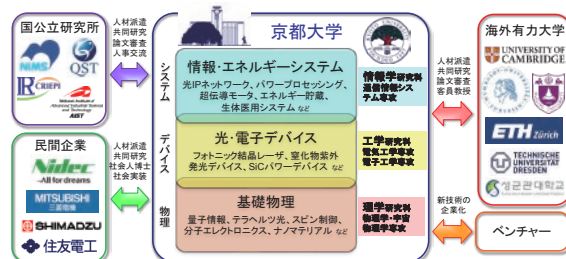 国公立研究所
NIMS
QST
CRIEPI
National Institute of
Advanced Industrial Science
and Technology
AIST
民間企業
Nidec
-All for dreams
MITSUBISHI
三菱電機
SHIMADZU
住友電工
人材派遣
共同研究
論文審査
人事交流
人材派遣
共同研究
社会人博士
社会実装
京都大学
システム
デバイス
物理
情報・エネルギーシステム
光IPネットワーク、パワープロセッシング、
超伝導モータ、エネルギー貯蔵、
生体医用システム など
光・電子デバイス
フォトニック結晶レーザ、窒化物紫外
発光デバイス、SiCパワーデバイス など
基礎物理
量子情報、テラヘルツ光、スピン制御、
分子エレクトロニクス、ナノマテリアル など
情報学研究科
通信情報シス
テム専攻
工学研究科
電気工学専攻
電子工学専攻
理学研究科
物理学・宇宙
物理学専攻
人材派遣
共同研究
論文審査
客員教授
新技術の
企業化
海外有力大学
UNIVERSITY OF
CAMBRIDGE
ETH Zürich
TECHNISCHE
UNIVERSITÄT
DRESDEN
성균관대학교
ベンチャー